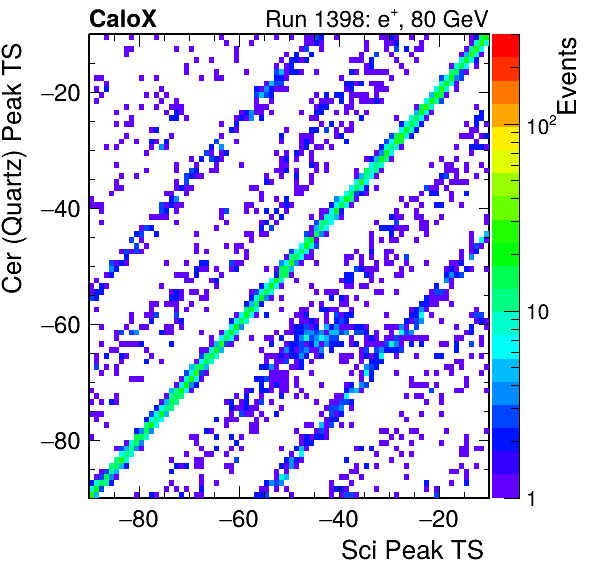 CaloX Run 1398: e⁺, 80 GeV
Cer (Quartz) Peak TS
−20
−40
−60
−80
−80 −60 −40 −20
Sci Peak TS
Events
10²
10
1